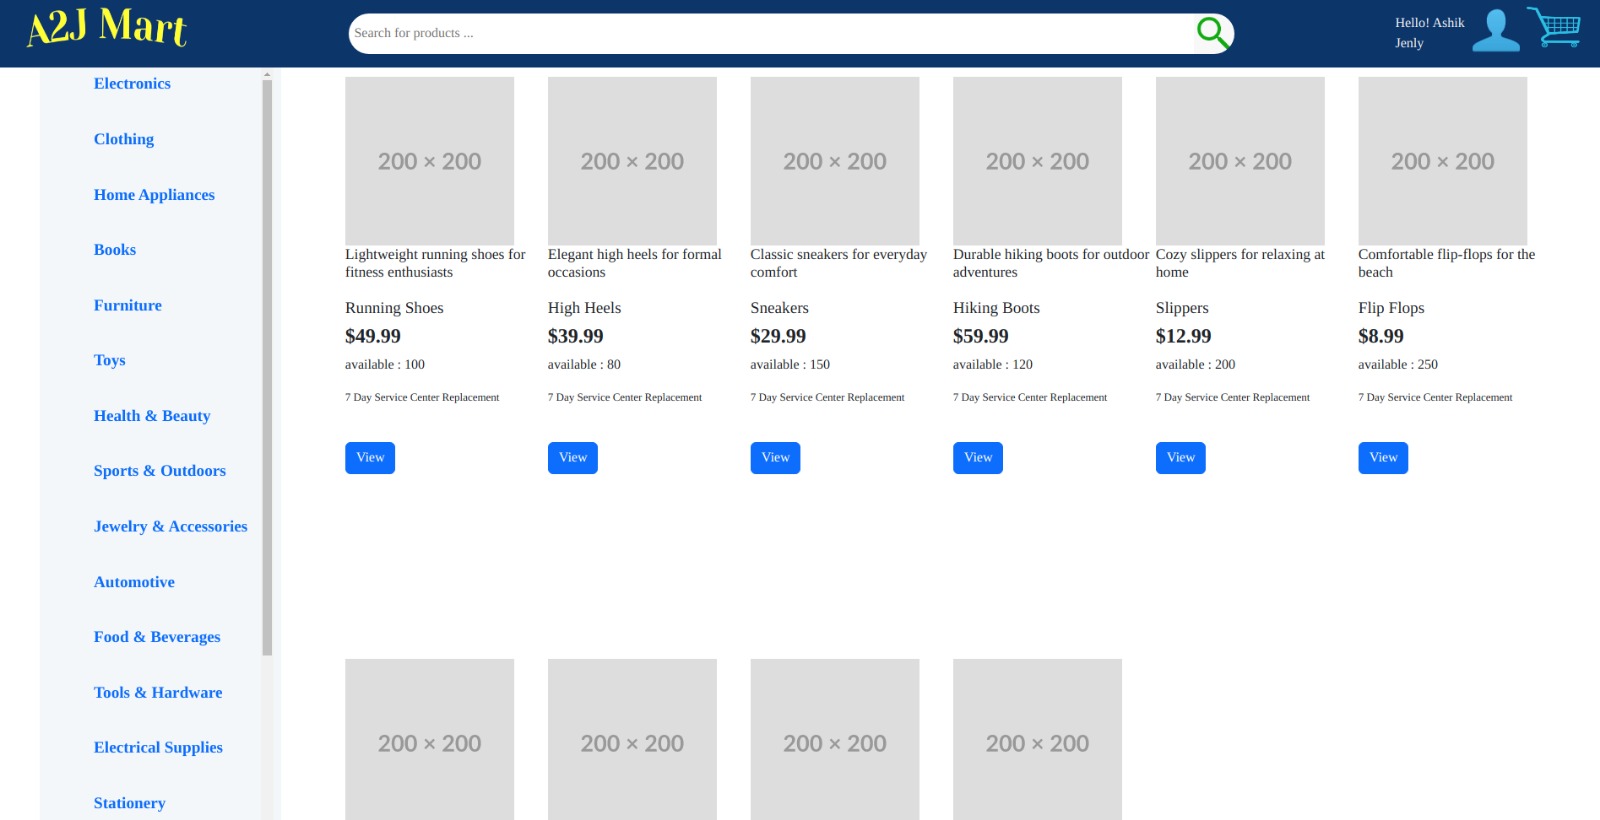 A2J Mart
Search for products ...
Hello! Ashik
Jenly
Electronics
Clothing
Home Appliances
Books
Furniture
Toys
Health & Beauty
Sports & Outdoors
Jewelry & Accessories
Automotive
Food & Beverages
Tools & Hardware
Electrical Supplies
Stationery
200 × 200
Lightweight running shoes for
fitness enthusiasts
Running Shoes
$49.99
available : 100
7 Day Service Center Replacement
View
200 × 200
Elegant high heels for formal
occasions
High Heels
$39.99
available : 80
7 Day Service Center Replacement
View
200 × 200
Classic sneakers for everyday
comfort
Sneakers
$29.99
available : 150
7 Day Service Center Replacement
View
200 × 200
Durable hiking boots for outdoor
adventures
Hiking Boots
$59.99
available : 120
7 Day Service Center Replacement
View
200 × 200
Cozy slippers for relaxing at
home
Slippers
$12.99
available : 200
7 Day Service Center Replacement
View
200 × 200
Comfortable flip-flops for the
beach
Flip Flops
$8.99
available : 250
7 Day Service Center Replacement
View
200 × 200
200 × 200
200 × 200
200 × 200